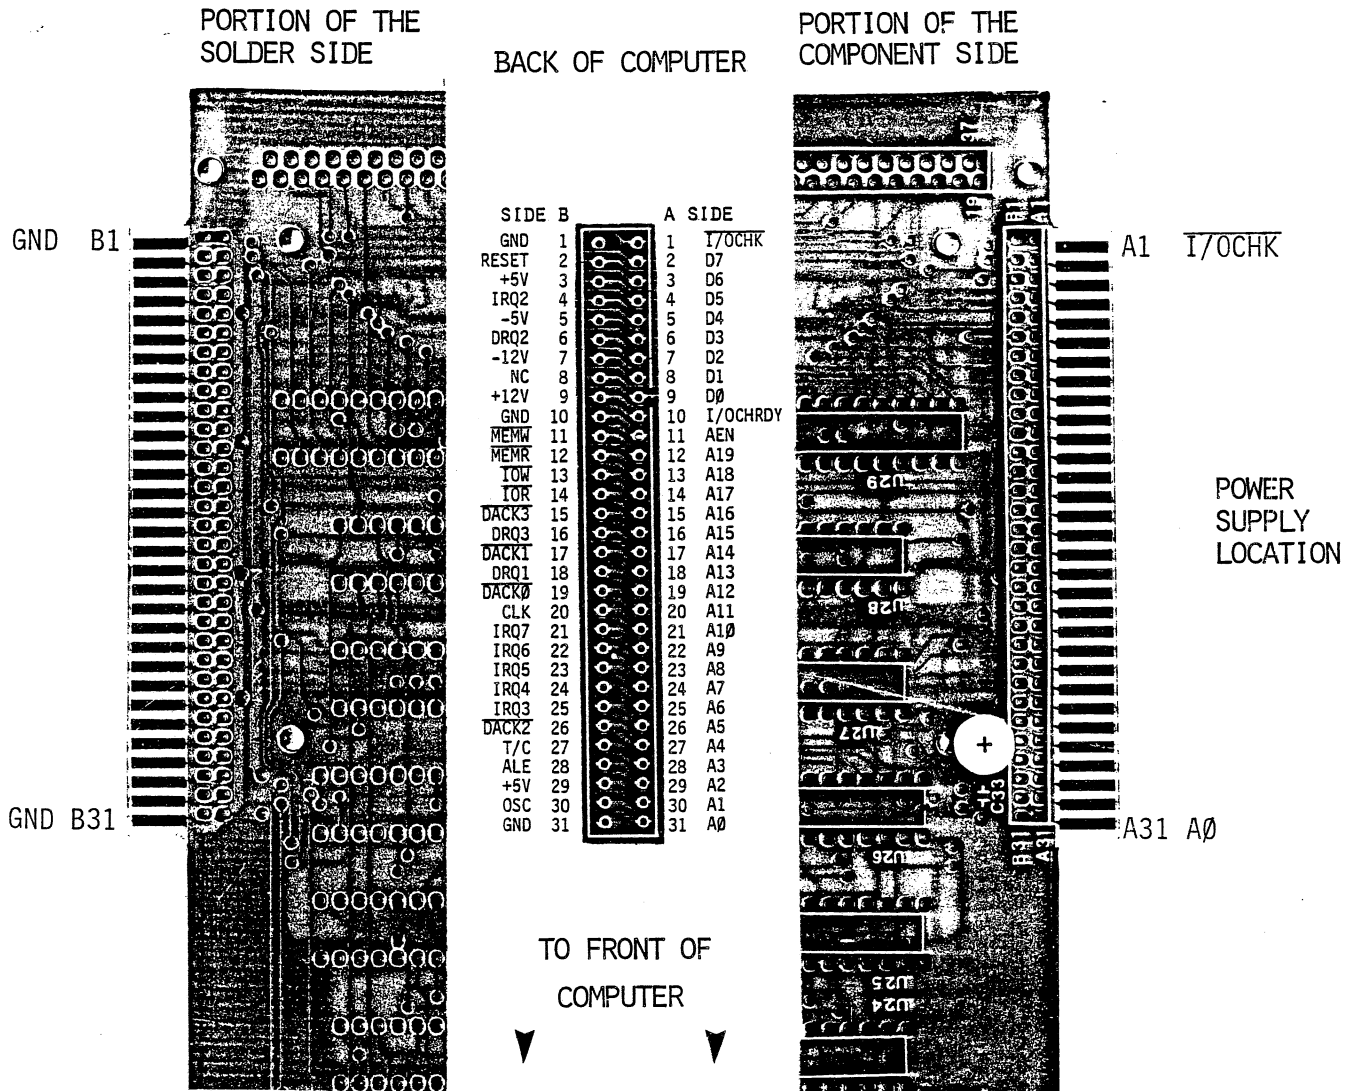 PORTION OF THE
SOLDER SIDE
BACK OF COMPUTER
PORTION OF THE
COMPONENT SIDE
37
19
B1
A1
GND B1
A1 I/OCHK
SIDE B A SIDE
GND 1 1 I/OCHK
RESET 2 2 D7
+5V 3 3 D6
IRQ2 4 4 D5
-5V 5 5 D4
DRQ2 6 6 D3
-12V 7 7 D2
NC 8 8 D1
+12V 9 9 DØ
GND 10 10 I/OCHRDY
MEMW 11 11 AEN
MEMR 12 12 A19
IOW 13 13 A18
IOR 14 14 A17
DACK3 15 15 A16
DRQ3 16 16 A15
DACK1 17 17 A14
DRQ1 18 18 A13
DACKØ 19 19 A12
CLK 20 20 A11
IRQ7 21 21 A1Ø
IRQ6 22 22 A9
IRQ5 23 23 A8
IRQ4 24 24 A7
IRQ3 25 25 A6
DACK2 26 26 A5
T/C 27 27 A4
ALE 28 28 A3
+5V 29 29 A2
OSC 30 30 A1
GND 31 31 AØ
U29
U28
U27
U26
U25
U24
+
C33
B31
A31
POWER
SUPPLY
LOCATION
GND B31
A31 AØ
TO FRONT OF
COMPUTER